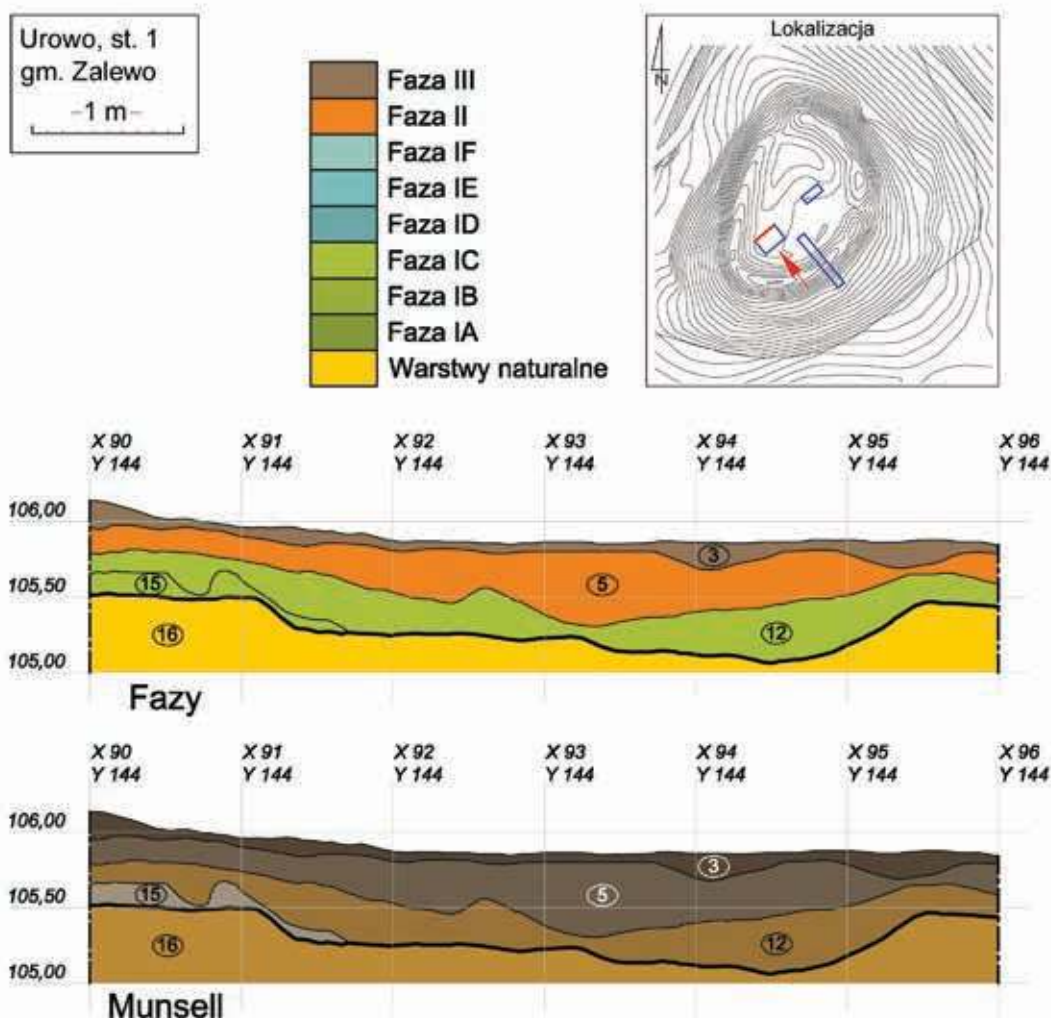 Urowo, st. 1
gm. Zalewo
-1 m-
Faza III
Faza II
Faza IF
Faza IE
Faza ID
Faza IC
Faza IB
Faza IA
Warstwy naturalne
Lokalizacja
N
X 90 X 91 X 92 X 93 X 94 X 95 X 96
Y 144 Y 144 Y 144 Y 144 Y 144 Y 144 Y 144
106,00
105,50
105,00
3
5
15
12
16
Fazy
X 90 X 91 X 92 X 93 X 94 X 95 X 96
Y 144 Y 144 Y 144 Y 144 Y 144 Y 144 Y 144
106,00
105,50
105,00
3
5
15
12
16
Munsell